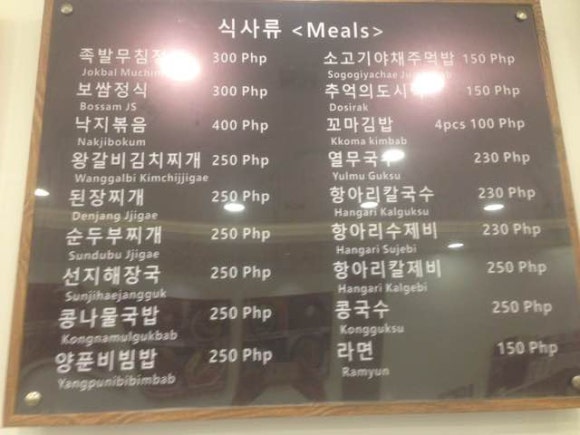 식사류 <Meals>
족발무침정 300 Php
Jokbal Muchim
보쌈정식 300 Php
Bossam JS
낙지볶음 400 Php
Nakjibokum
왕갈비김치찌개 250 Php
Wanggalbi Kimchijjigae
된장찌개 250 Php
Denjang Jjigae
순두부찌개 250 Php
Sundubu Jjigae
선지해장국 250 Php
Sunjihaejangguk
콩나물국밥 250 Php
Kongnamulgukbab
양푼비빔밥 250 Php
Yangpunibibimbab
소고기야채주먹밥 150 Php
Sogogiyachae
추억의도시락 150 Php
Dosirak
꼬마김밥 4pcs 100 Php
Kkoma kimbab
열무국수 230 Php
Yulmu Guksu
항아리칼국수 230 Php
Hangari Kalguksu
항아리수제비 230 Php
Hangari Sujebi
항아리칼제비 250 Php
Hangari Kalgebi
콩국수 250 Php
Kongguksu
라면 150 Php
Ramyun